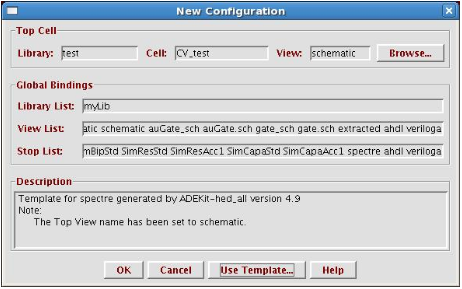 New Configuration
Top Cell
Library: test Cell: CV_test View: schematic Browse...
Global Bindings
Library List: myLib
View List: atic schematic auGate_sch auGate.sch gate_sch gate.sch extracted ahdl veriloga
Stop List: mBipStd SimResStd SimResAcc1 SimCapaStd SimCapaAcc1 spectre ahdl veriloga
Description
Template for spectre generated by ADEKit-hed_all version 4.9
Note:
The Top View name has been set to schematic.
OK Cancel Use Template... Help